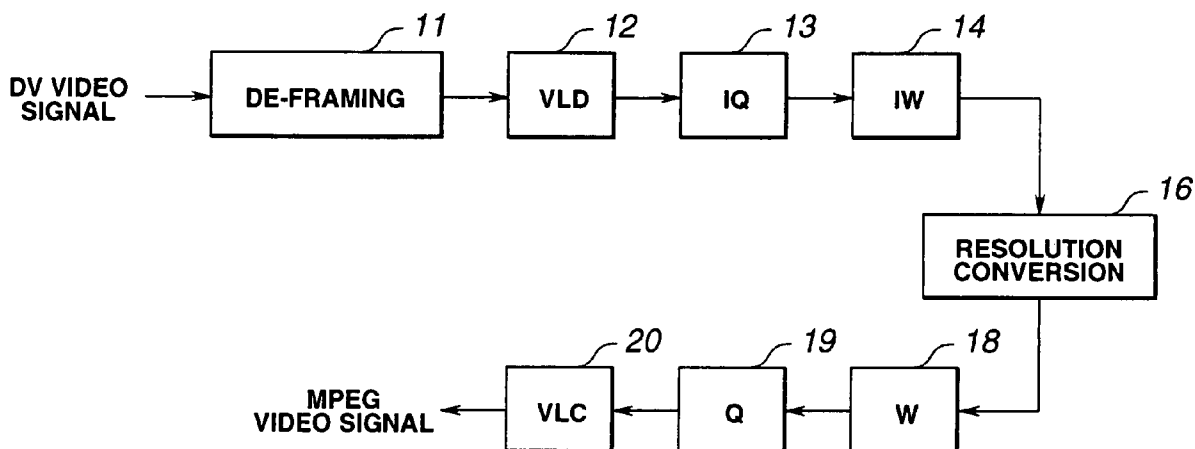 11
12
13
14
DV VIDEO
SIGNAL
DE-FRAMING
VLD
IQ
IW
16
RESOLUTION
CONVERSION
20
19
18
MPEG
VIDEO SIGNAL
VLC
Q
W